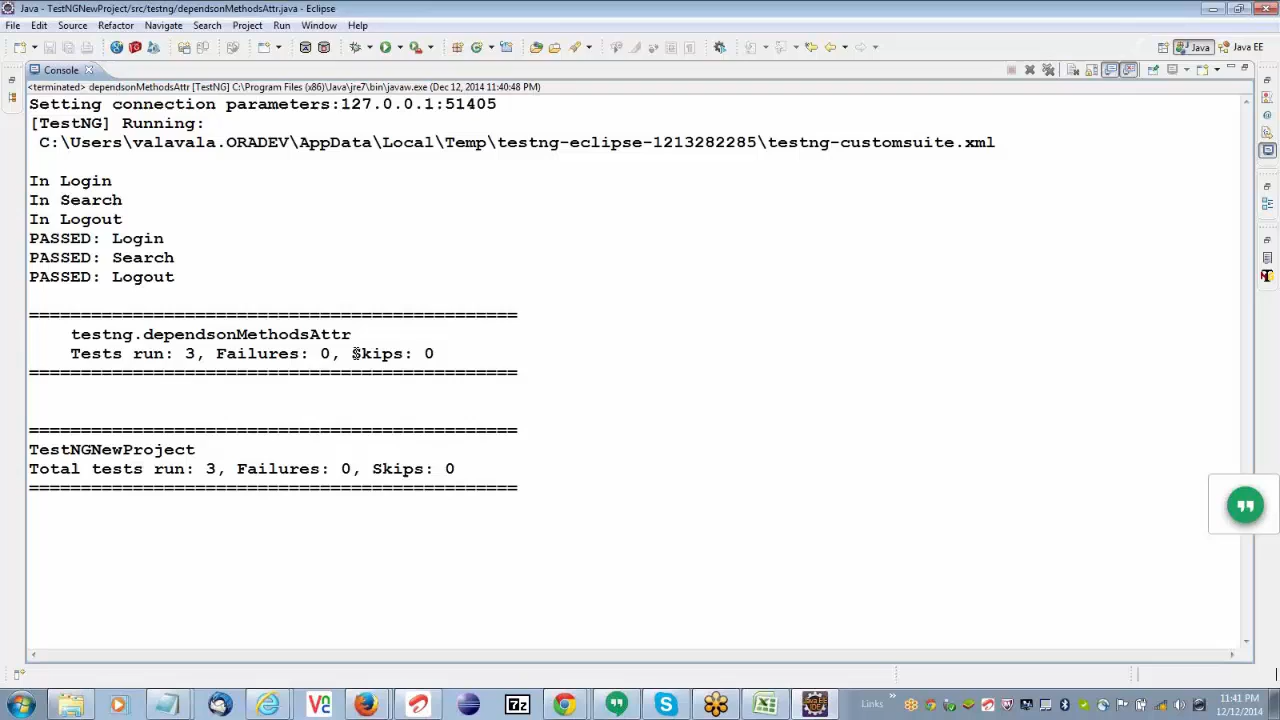 Java - TestNGNewProject/src/testng/dependsonMethodsAttr.java - Eclipse
File Edit Source Refactor Navigate Search Project Run Window Help
Java Java EE
Console
<terminated> dependsonMethodsAttr [TestNG] C:\Program Files (x86)\Java\jre7\bin\javaw.exe (Dec 12, 2014 11:40:48 PM)
Setting connection parameters:127.0.0.1:51405
[TestNG] Running:
C:\Users\valavala.ORADEV\AppData\Local\Temp\testng-eclipse-1213282285\testng-customsuite.xml
In Login
In Search
In Logout
PASSED: Login
PASSED: Search
PASSED: Logout
===============================================
testng.dependsonMethodsAttr
Tests run: 3, Failures: 0, Skips: 0
===============================================
===============================================
TestNGNewProject
Total tests run: 3, Failures: 0, Skips: 0
===============================================
Links
11:41 PM
12/12/2014